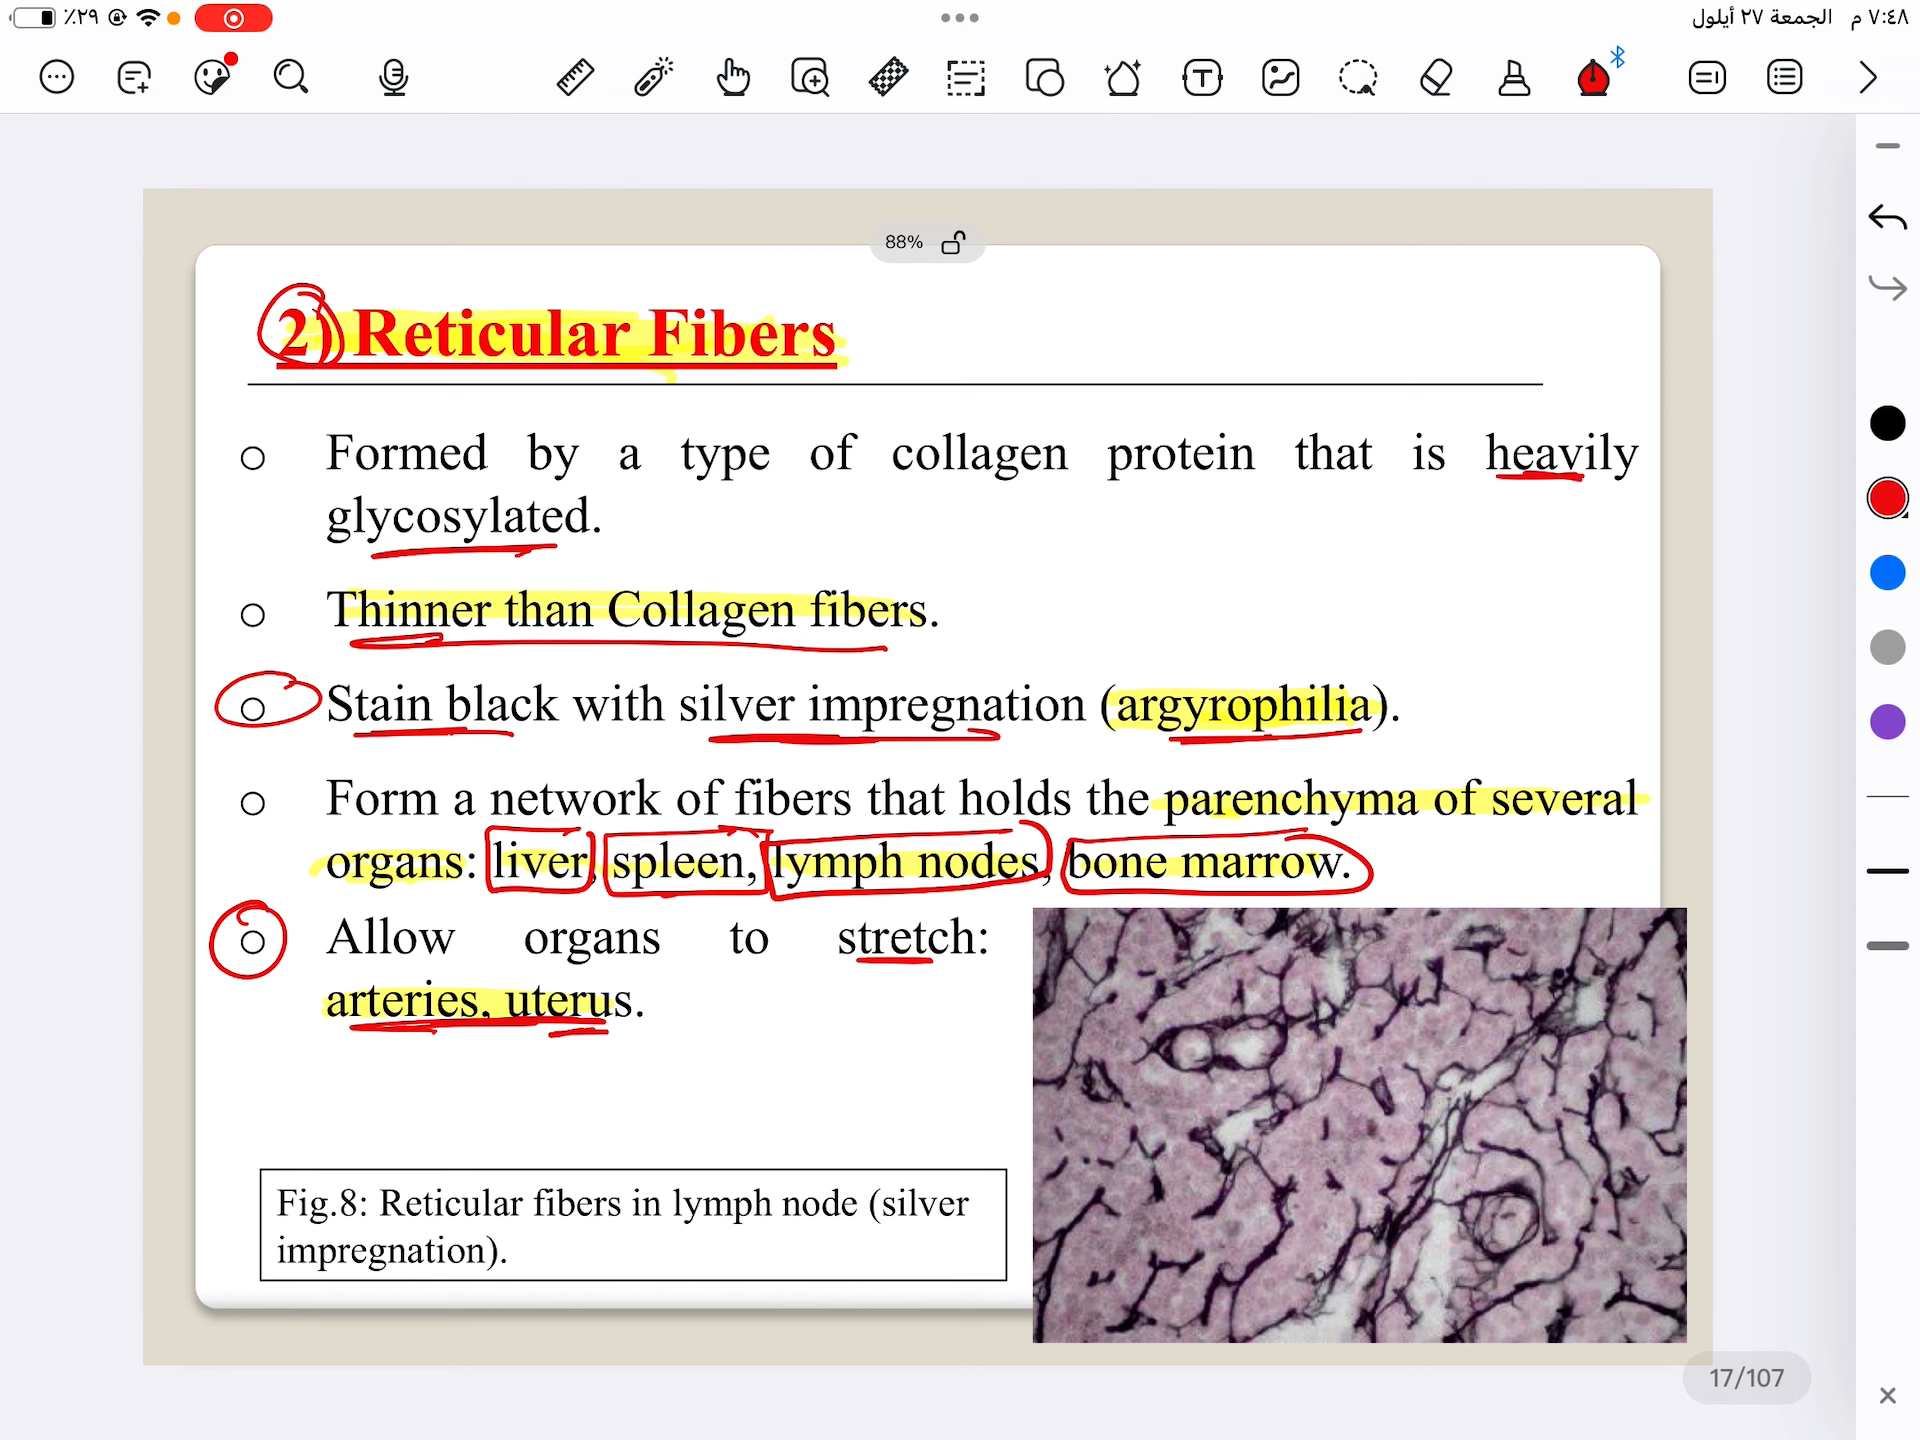 ٪٢٩
٧:٤٨ م الجمعة ٢٧ أيلول
88%
2) Reticular Fibers
Formed by a type of collagen protein that is heavily
glycosylated.
Thinner than Collagen fibers.
Stain black with silver impregnation (argyrophilia).
Form a network of fibers that holds the parenchyma of several
organs: liver, spleen, lymph nodes, bone marrow.
Allow organs to stretch:
arteries, uterus.
Fig.8: Reticular fibers in lymph node (silver
impregnation).
17/107